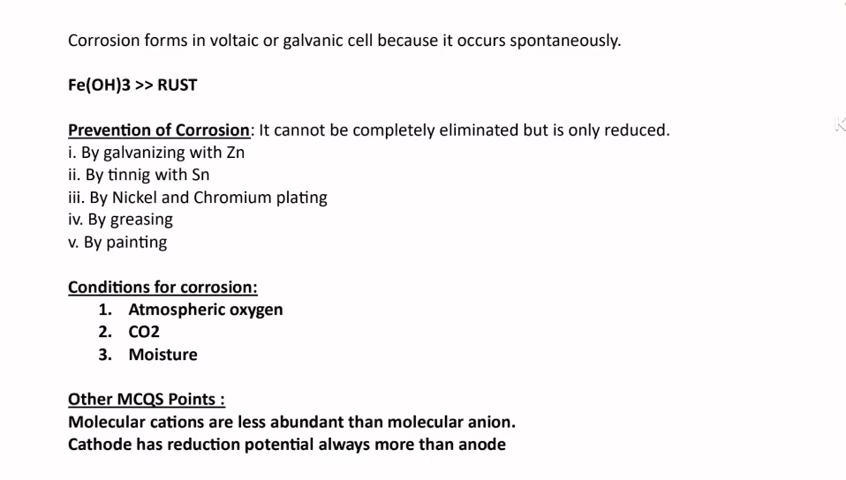 Corrosion forms in voltaic or galvanic cell because it occurs spontaneously.
Fe(OH)3 >> RUST
Prevention of Corrosion: It cannot be completely eliminated but is only reduced.
i. By galvanizing with Zn
ii. By tinnig with Sn
iii. By Nickel and Chromium plating
iv. By greasing
v. By painting
Conditions for corrosion:
1. Atmospheric oxygen
2. CO2
3. Moisture
Other MCQS Points :
Molecular cations are less abundant than molecular anion.
Cathode has reduction potential always more than anode